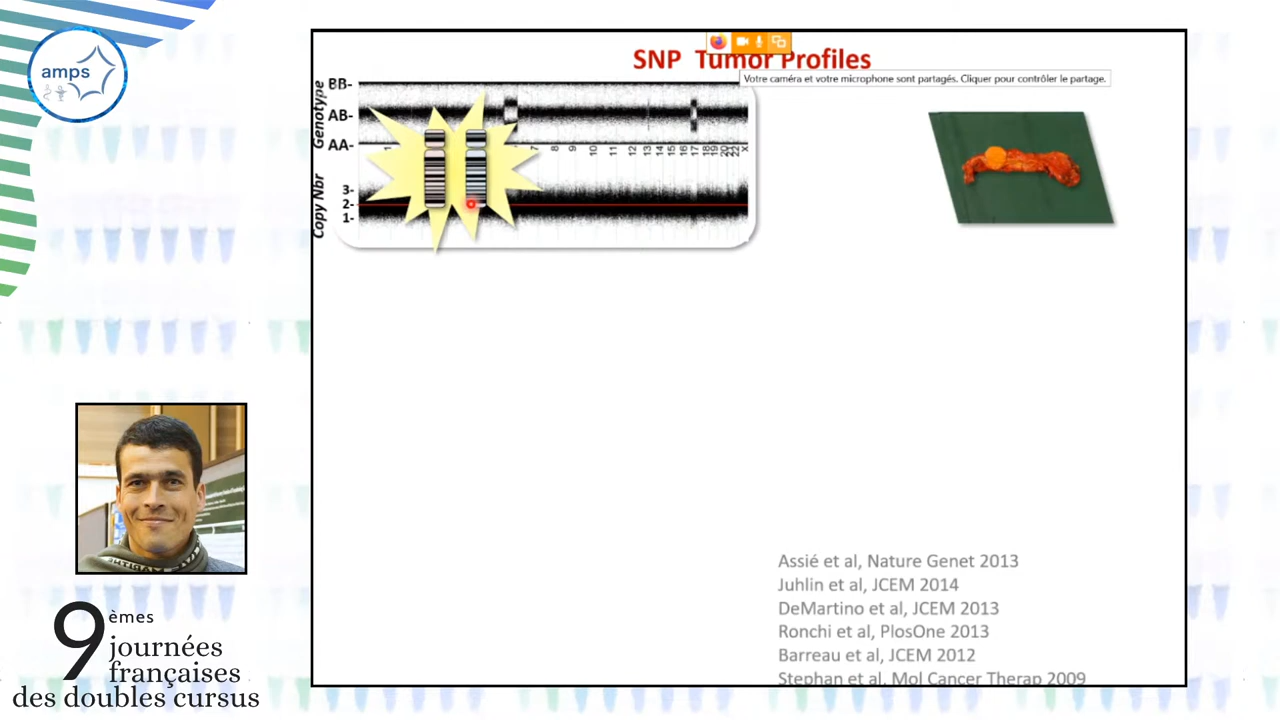 amps
SNP Tumor Profiles
Votre caméra et votre microphone sont partagés. Cliquer pour contrôler le partage.
Genotype
BB-
AB-
AA-
1
7
8
9
10
11
12
13
14
15
16
17
18
19
20
21
22
X
Copy Nbr
3-
2-
1-
Assié et al, Nature Genet 2013
Juhlin et al, JCEM 2014
DeMartino et al, JCEM 2013
Ronchi et al, PlosOne 2013
Barreau et al, JCEM 2012
Stephan et al, Mol Cancer Therap 2009
9èmes
journées
françaises
des doubles cursus